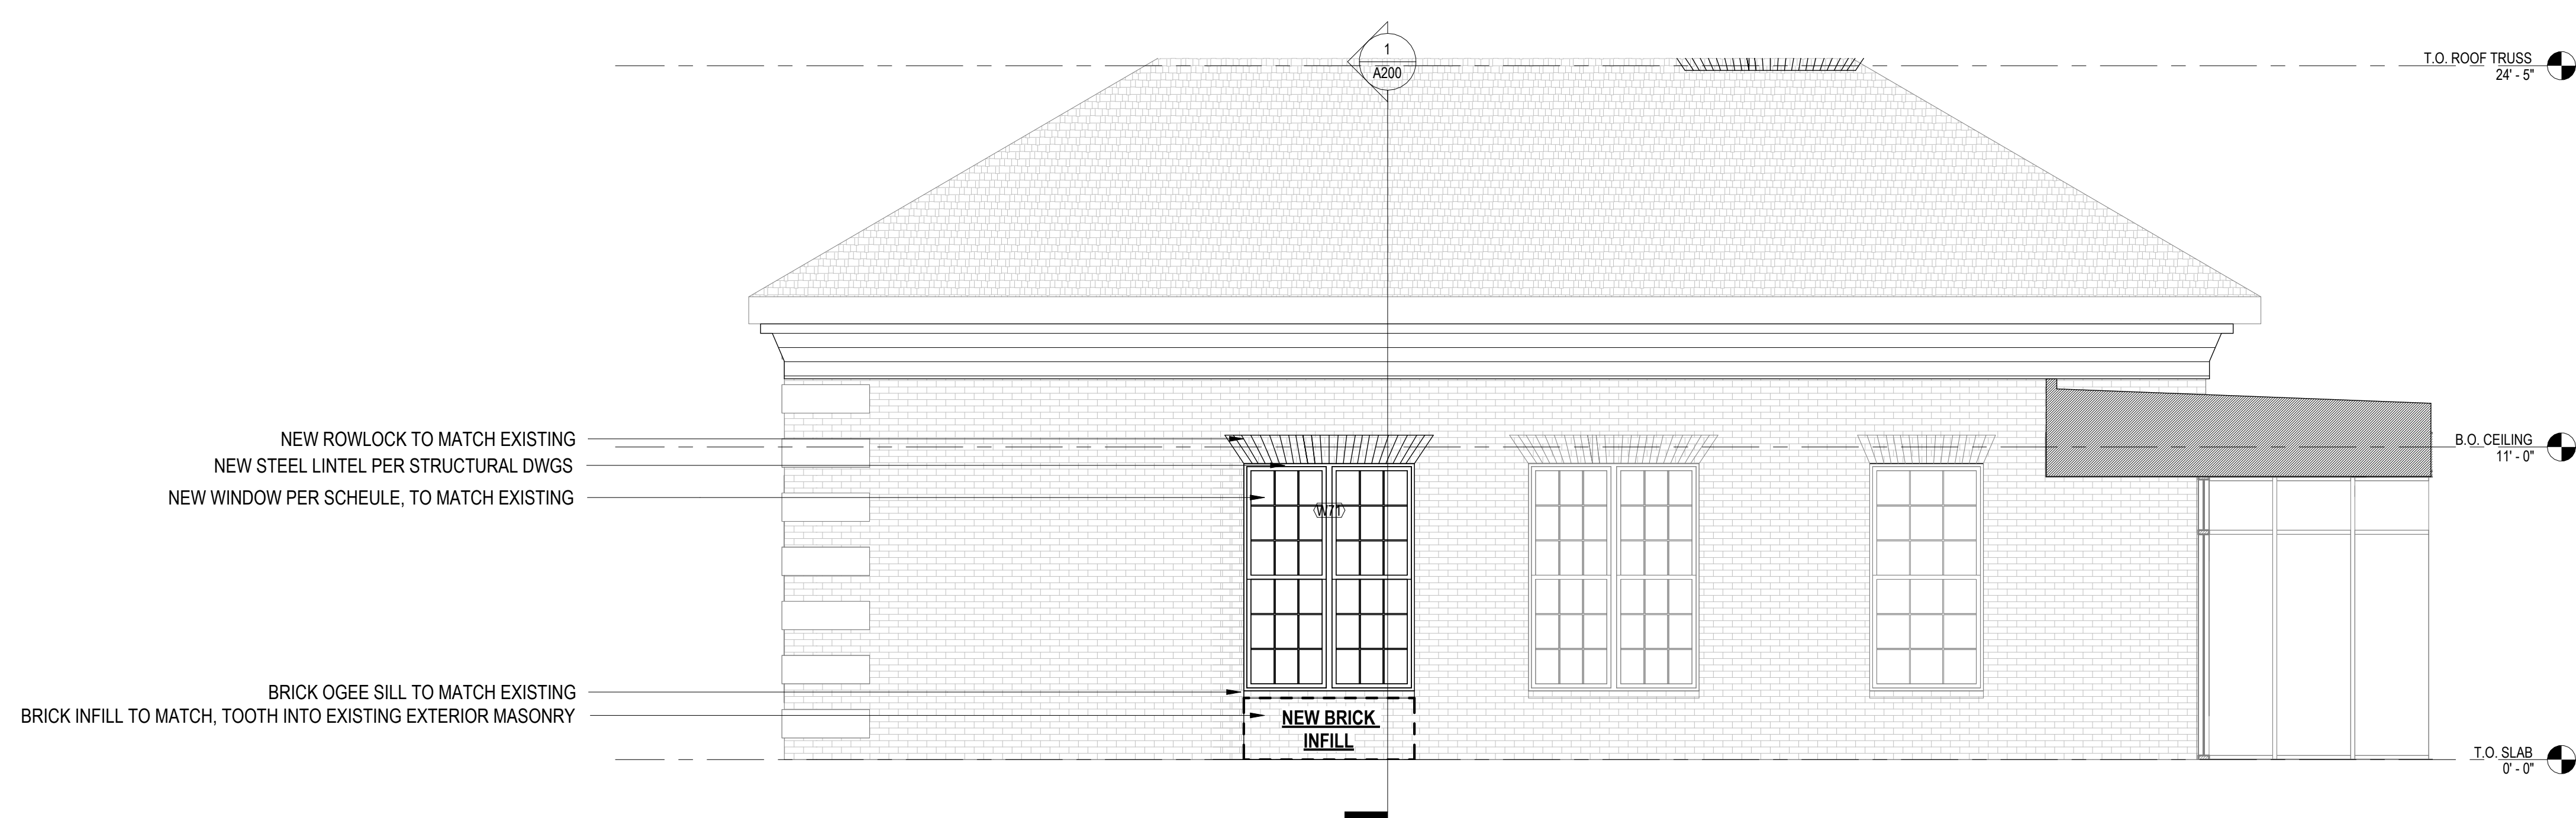 1
A200
T.O. ROOF TRUSS
24' - 5"
NEW ROWLOCK TO MATCH EXISTING
B.O. CEILING
11' - 0"
NEW STEEL LINTEL PER STRUCTURAL DWGS
NEW WINDOW PER SCHEULE, TO MATCH EXISTING
W71
BRICK OGEE SILL TO MATCH EXISTING
BRICK INFILL TO MATCH, TOOTH INTO EXISTING EXTERIOR MASONRY
NEW BRICK
INFILL
T.O. SLAB
0' - 0"